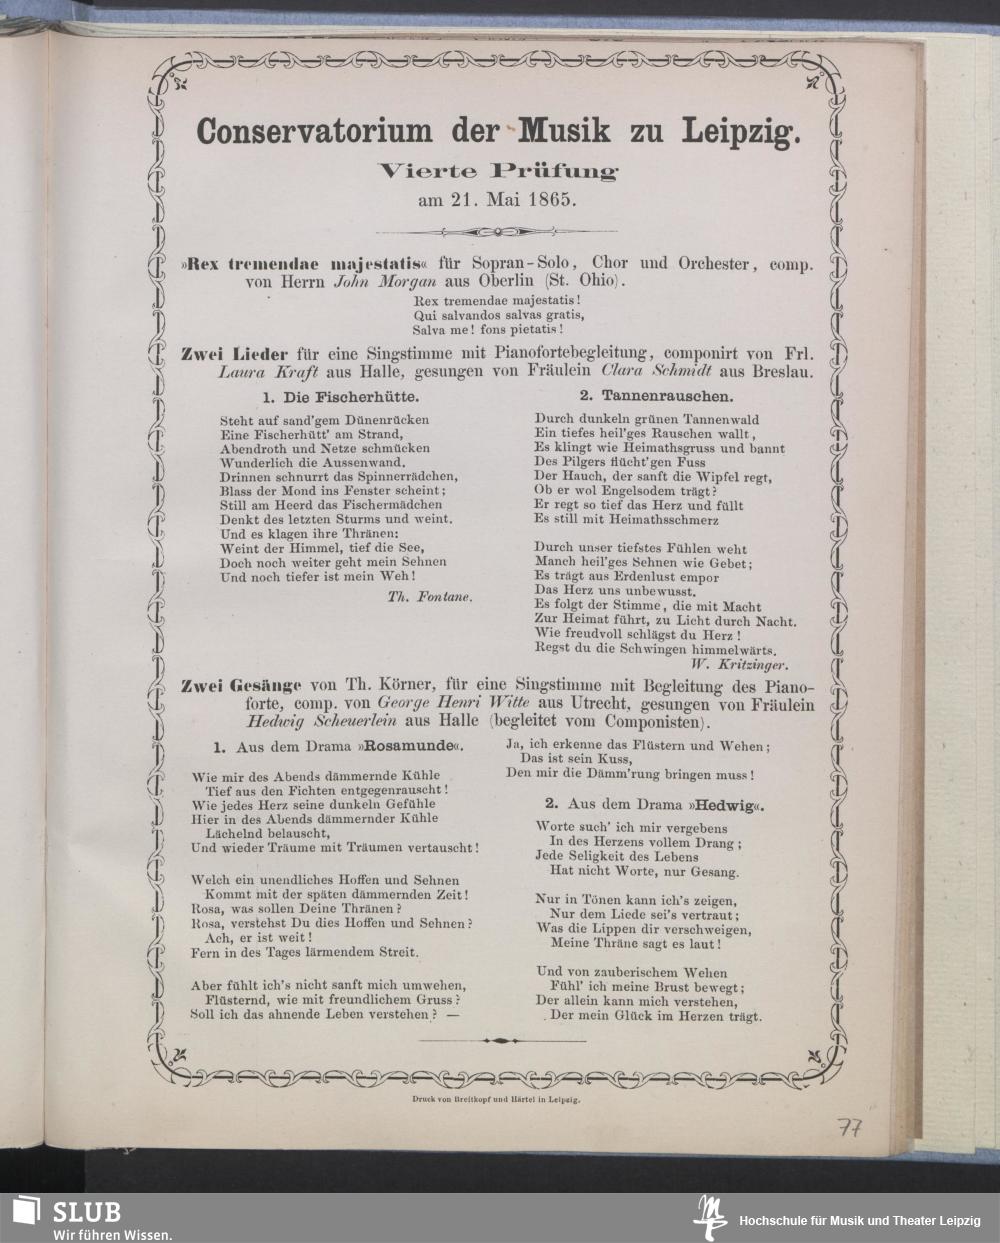 Conservatorium der Musik zu Leipzig.
Vierte Prüfung
am 21. Mai 1865.
»Rex tremendae majestatis« für Sopran-Solo, Chor und Orchester, comp.
von Herrn John Morgan aus Oberlin (St. Ohio).
Rex tremendae majestatis!
Qui salvandos salvas gratis,
Salva me! fons pietatis!
Zwei Lieder für eine Singstimme mit Pianofortebegleitung, componirt von Frl.
Laura Kraft aus Halle, gesungen von Fräulein Clara Schmidt aus Breslau.
1. Die Fischerhütte.
Steht auf sand'gem Dünenrücken
Eine Fischerhütt' am Strand,
Abendroth und Netze schmücken
Wunderlich die Aussenwand.
Drinnen schnurrt das Spinnerrädchen,
Blass der Mond ins Fenster scheint;
Still am Heerd das Fischermädchen
Denkt des letzten Sturms und weint.
Und es klagen ihre Thränen:
Weint der Himmel, tief die See,
Doch noch weiter geht mein Sehnen
Und noch tiefer ist mein Weh!
Th. Fontane.
2. Tannenrauschen.
Durch dunkeln grünen Tannenwald
Ein tiefes heil'ges Rauschen wallt,
Es klingt wie Heimathsgruss und bannt
Des Pilgers flücht'gen Fuss
Der Hauch, der sanft die Wipfel regt,
Ob er wol Engelsodem trägt?
Er regt so tief das Herz und füllt
Es still mit Heimathsschmerz
Durch unser tiefstes Fühlen weht
Manch heil'ges Sehnen wie Gebet;
Es trägt aus Erdenlust empor
Das Herz uns unbewusst.
Es folgt der Stimme, die mit Macht
Zur Heimat führt, zu Licht durch Nacht.
Wie freudvoll schlägst du Herz!
Regst du die Schwingen himmelwärts.
W. Kritzinger.
Zwei Gesänge von Th. Körner, für eine Singstimme mit Begleitung des Piano-
forte, comp. von George Henri Witte aus Utrecht, gesungen von Fräulein
Hedwig Scheuerlein aus Halle (begleitet vom Componisten).
1. Aus dem Drama »Rosamunde«.
Wie mir des Abends dämmernde Kühle
Tief aus den Fichten entgegenrauscht!
Wie jedes Herz seine dunkeln Gefühle
Hier in des Abends dämmernder Kühle
Lächelnd belauscht,
Und wieder Träume mit Träumen vertauscht!
Welch ein unendliches Hoffen und Sehnen
Kommt mit der späten dämmernden Zeit!
Rosa, was sollen Deine Thränen?
Rosa, verstehst Du dies Hoffen und Sehnen?
Ach, er ist weit!
Fern in des Tages lärmendem Streit.
Aber fühlt ich's nicht sanft mich umwehen,
Flüsternd, wie mit freundlichem Gruss?
Soll ich das ahnende Leben verstehen? —
Ja, ich erkenne das Flüstern und Wehen;
Das ist sein Kuss,
Den mir die Dämm'rung bringen muss!
2. Aus dem Drama »Hedwig«.
Worte such' ich mir vergebens
In des Herzens vollem Drang;
Jede Seligkeit des Lebens
Hat nicht Worte, nur Gesang.
Nur in Tönen kann ich's zeigen,
Nur dem Liede sei's vertraut;
Was die Lippen dir verschweigen,
Meine Thräne sagt es laut!
Und von zauberischem Wehen
Fühl' ich meine Brust bewegt;
Der allein kann mich verstehen,
Der mein Glück im Herzen trägt.
Druck von Breitkopf und Härtel in Leipzig.
77
SLUB
Wir führen Wissen.
Hochschule für Musik und Theater Leipzig